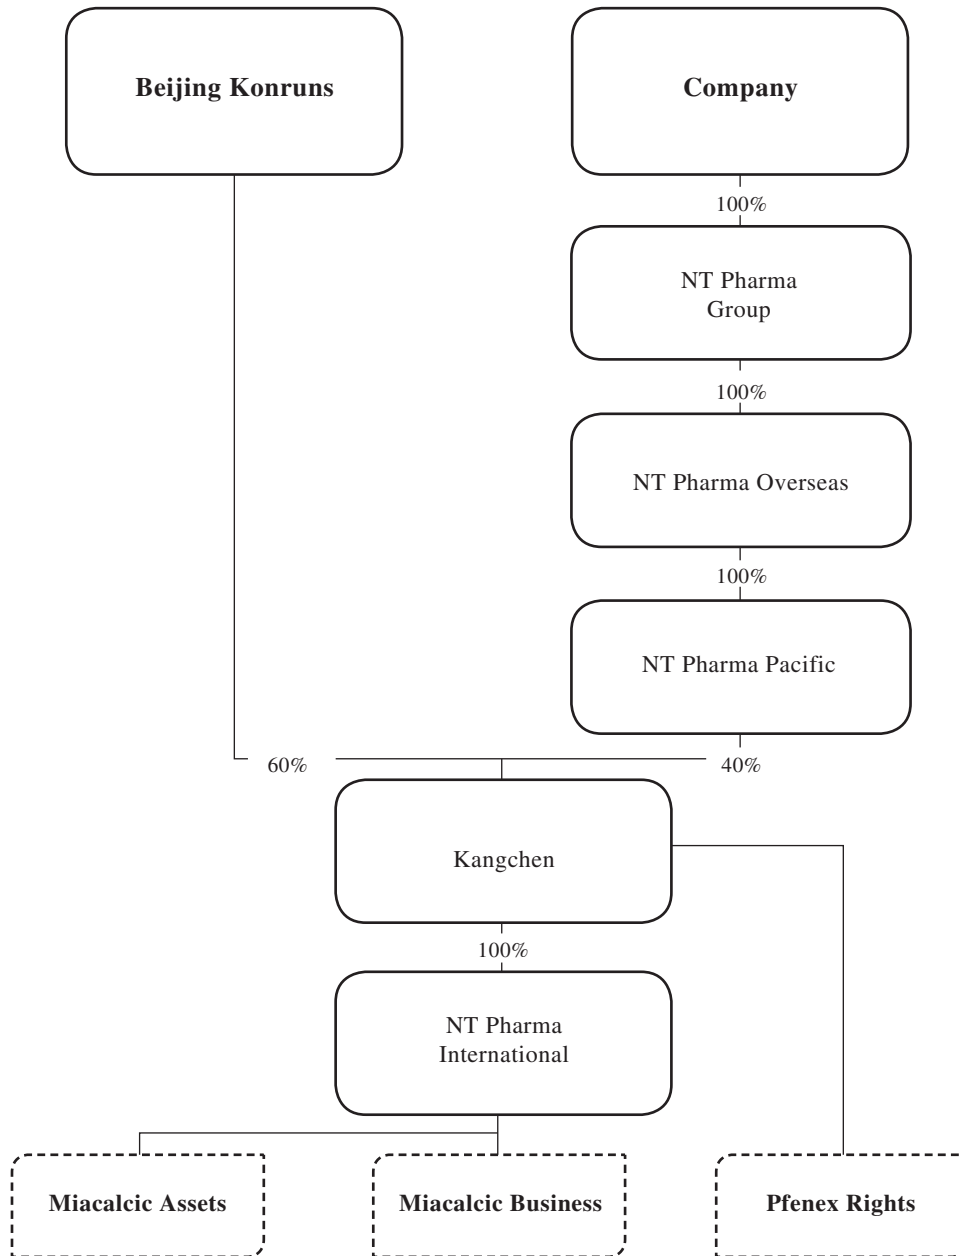 Beijing Konruns
Company
100%
NT Pharma
Group
100%
NT Pharma Overseas
100%
NT Pharma Pacific
60%
40%
Kangchen
100%
NT Pharma
International
Miacalcic Assets
Miacalcic Business
Pfenex Rights